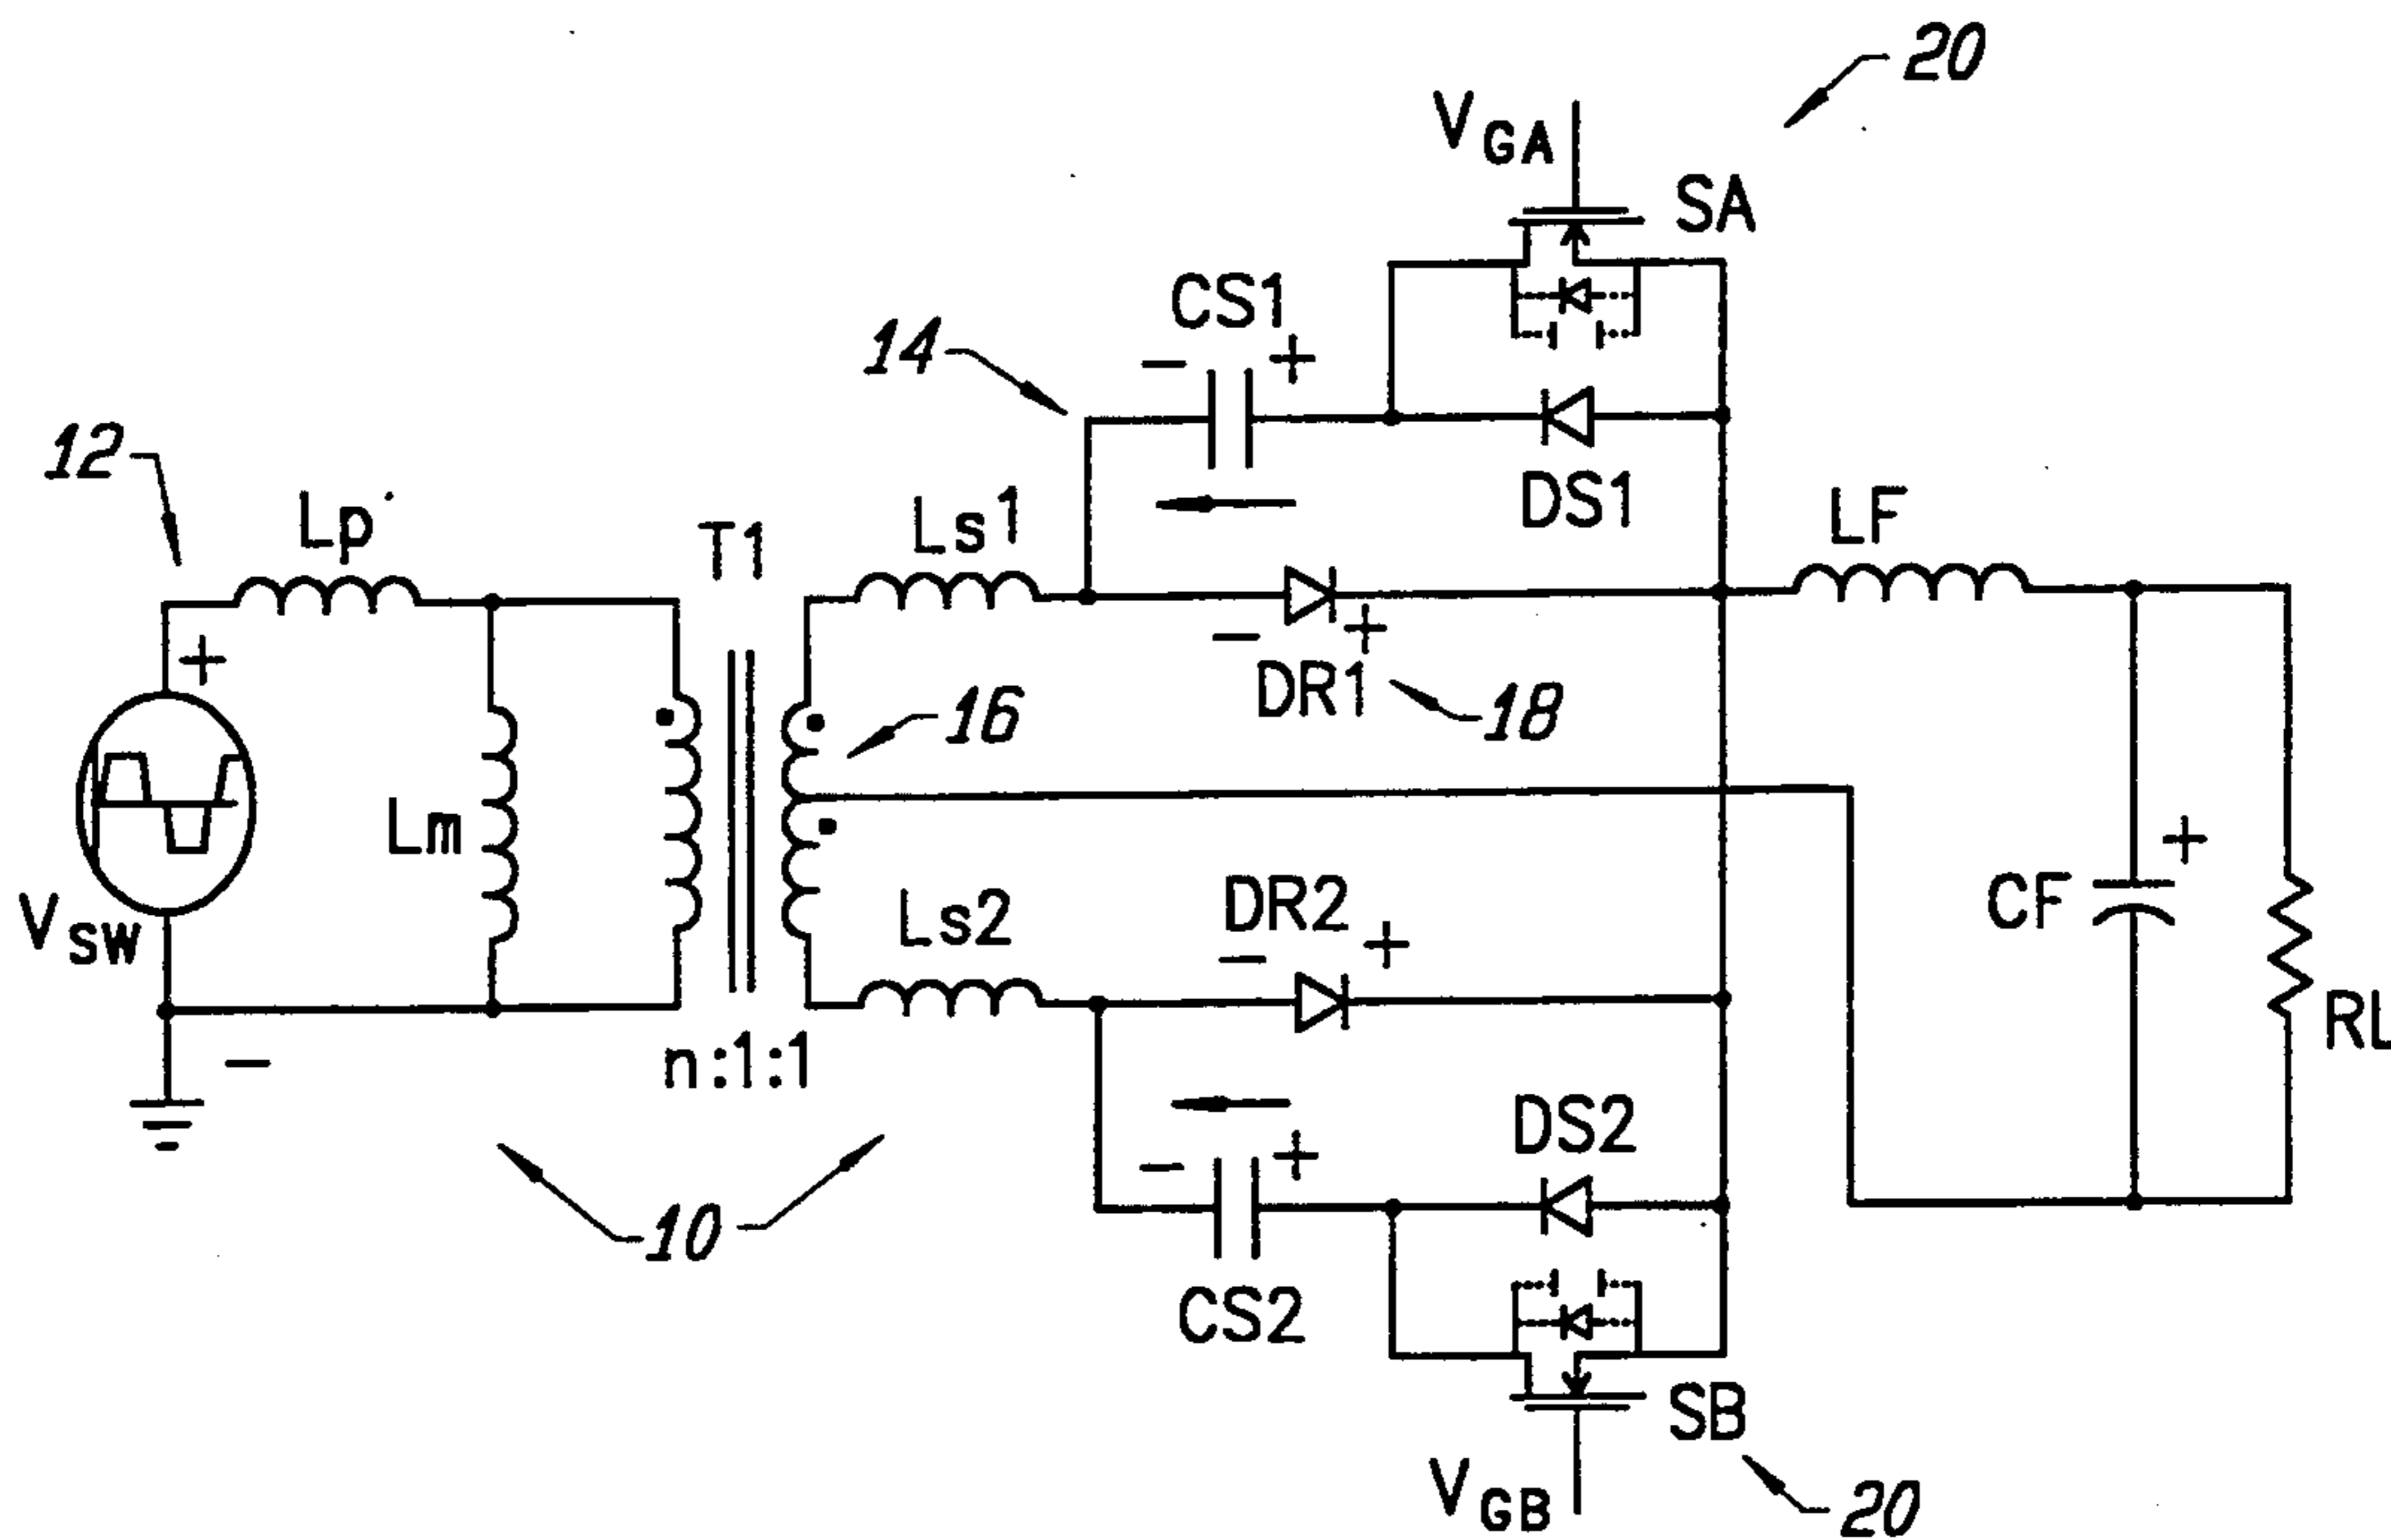 20
VGA
SA
CS1
- +
14
12
DS1
Lp
Ls1
LF
T1
+
- +
DR1
18
16
Lm
DR2
+
CF
VSW
Ls2
- +
RL
n:1:1
-
DS2
- +
10
CS2
SB
VGB
20